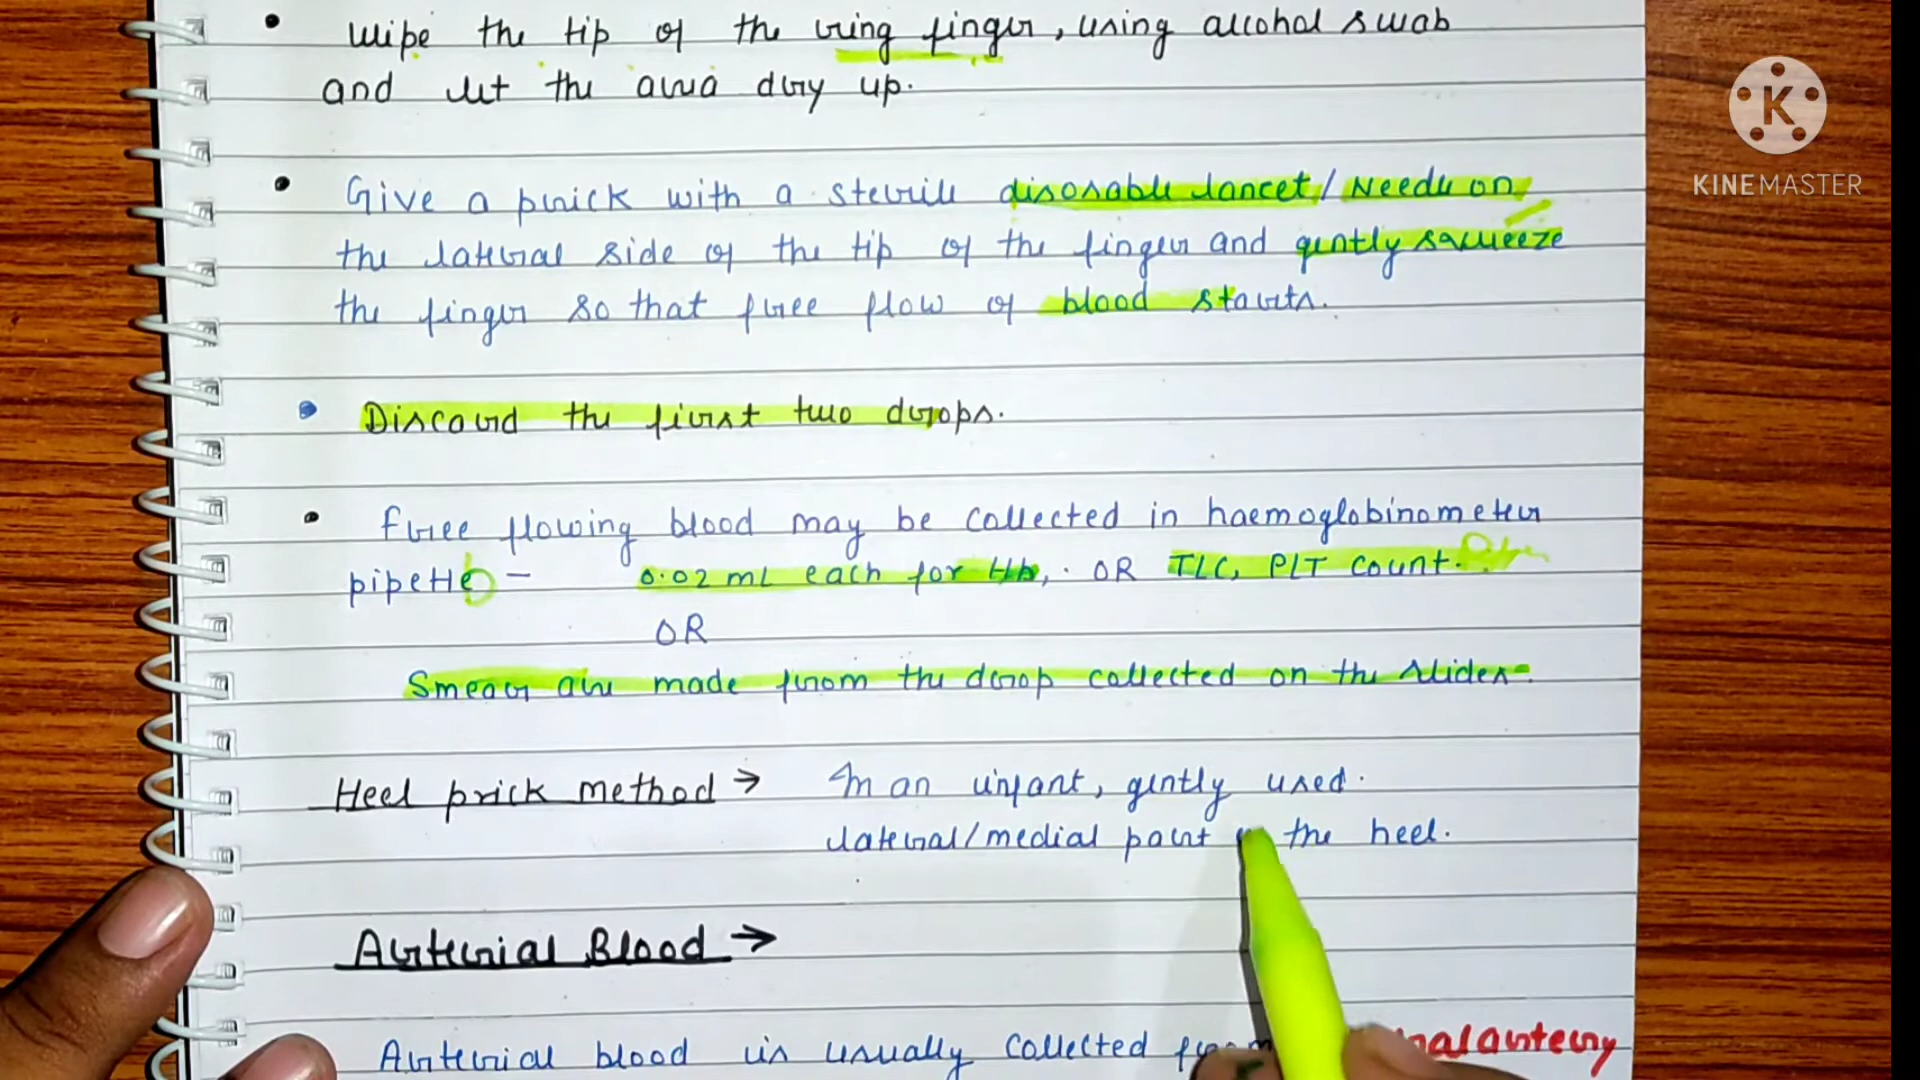 • Wipe the tip of the ring finger, using alcohol swab
and let the area dry up.
• Give a prick with a sterile disosable lancet / Needle on
the lateral side of the tip of the finger and gently squeeze
the finger so that free flow of blood starts.
• Discard the first two drops.
• free flowing blood may be collected in haemoglobinometer
pipette - 0.02 mL each for Hb, . OR TLC, PLT count.
OR
Smear are made from the drop collected on the slides-
Heel prick method → In an infant, gently used.
lateral/medial part the heel.
Arterial Blood →
Arterial blood is usually collected artery
K
KINEMASTER